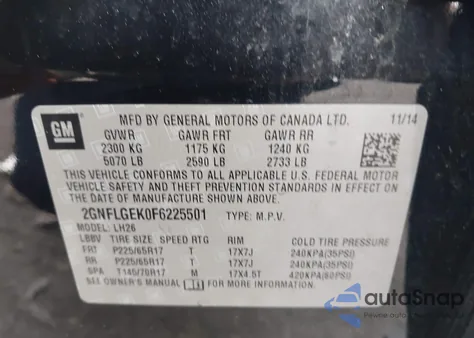 GM
MFD BY GENERAL MOTORS OF CANADA LTD. 11/14
GVWR GAWR FRT GAWR RR
2300 KG 1175 KG 1240 KG
5070 LB 2590 LB 2733 LB
THIS VEHICLE CONFORMS TO ALL APPLICABLE U.S. FEDERAL MOTOR
VEHICLE SAFETY, BUMPER, AND THEFT PREVENTION STANDARDS
IN EFFECT ON THE DATE OF MANUFACTURE SHOWN ABOVE.
2GNFLGEK0F6225501 TYPE: M.P.V.
MODEL: LH26
LBBV TIRE SIZE SPEED RTG RIM COLD TIRE PRESSURE
FRT P225/65R17 T 17X7J 240KPA(35PSI)
RR P225/65R17 T 17X7J 240KPA(35PSI)
SPA T145/70R17 M 17X4.5T 420KPA(60PSI)
SEE OWNER'S MANUAL FOR ADDITIONAL INFORMATION.
autoSnap